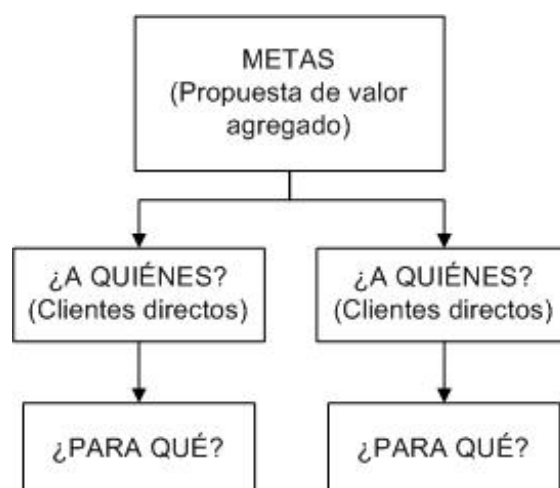 METAS
(Propuesta de valor
agregado)
¿A QUIÉNES?
(Clientes directos)
¿A QUIÉNES?
(Clientes directos)
¿PARA QUÉ?
¿PARA QUÉ?